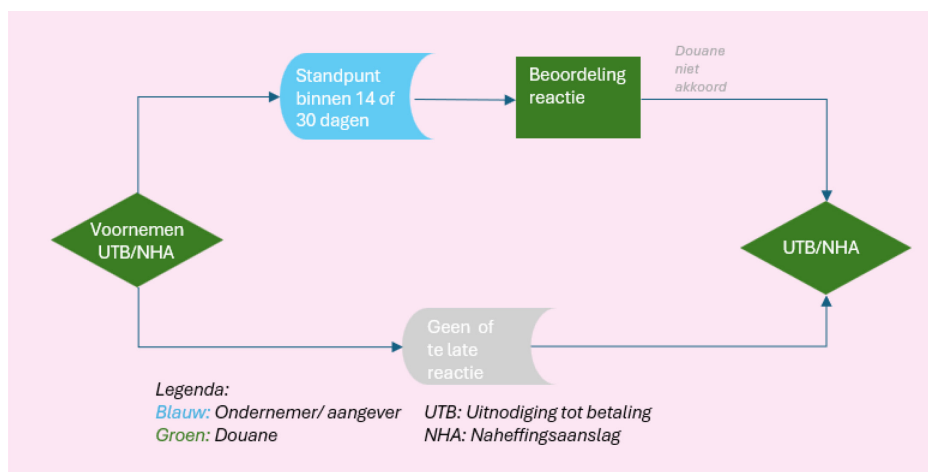 Standpunt
binnen 14 of
30 dagen
Beoordeling
reactie
Douane
niet
akkoord
Voornemen
UTB/NHA
UTB/NHA
Geen of
te late
reactie
Legenda:
Blauw: Ondernemer/ aangever
UTB: Uitnodiging tot betaling
Groen: Douane
NHA: Naheffingsaanslag